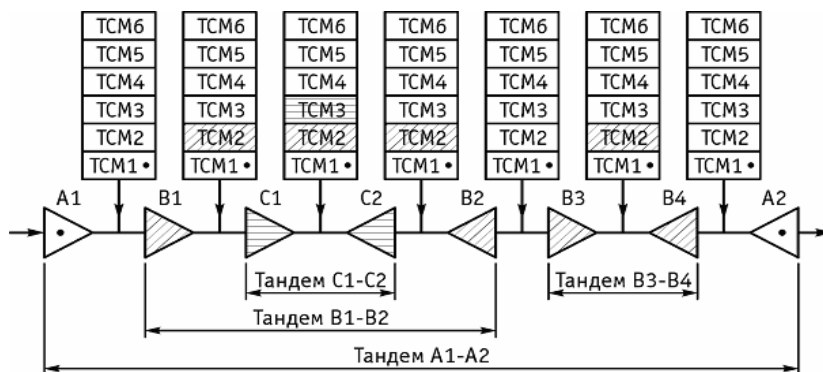 TCM6 TCM6 TCM6 TCM6 TCM6 TCM6 TCM6
TCM5 TCM5 TCM5 TCM5 TCM5 TCM5 TCM5
TCM4 TCM4 TCM4 TCM4 TCM4 TCM4 TCM4
TCM3 TCM3 TCM3 TCM3 TCM3 TCM3 TCM3
TCM2 TCM2 TCM2 TCM2 TCM2 TCM2 TCM2
TCM1 • TCM1 • TCM1 • TCM1 • TCM1 • TCM1 • TCM1 •
A1 B1 C1 C2 B2 B3 B4 A2
Тандем C1-C2 Тандем B3-B4
Тандем B1-B2
Тандем A1-A2